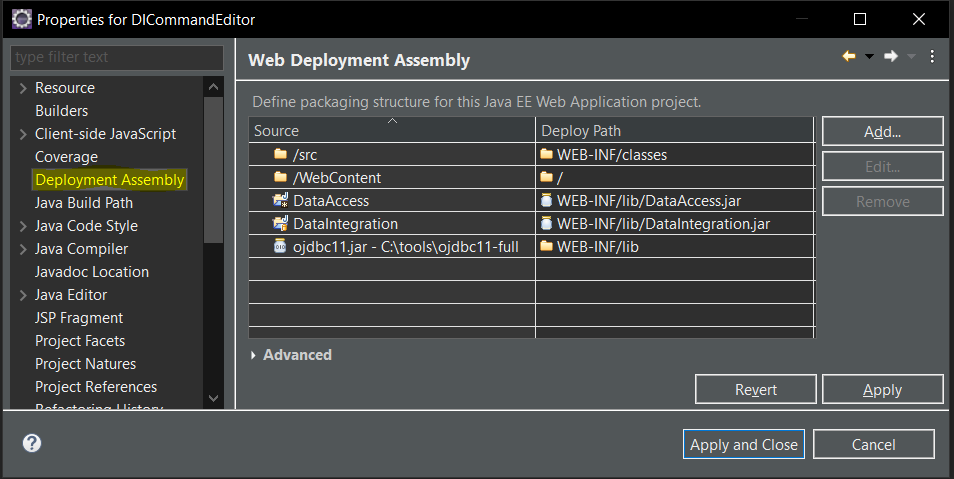 Properties for DICommandEditor
type filter text
Resource
Builders
Client-side JavaScript
Coverage
Deployment Assembly
Java Build Path
Java Code Style
Java Compiler
Javadoc Location
Java Editor
JSP Fragment
Project Facets
Project Natures
Project References
Refactoring History
Web Deployment Assembly
Define packaging structure for this Java EE Web Application project.
Source Deploy Path
/src WEB-INF/classes
/WebContent /
DataAccess WEB-INF/lib/DataAccess.jar
DataIntegration WEB-INF/lib/DataIntegration.jar
ojdbc11.jar - C:\tools\ojdbc11-full WEB-INF/lib
Add...
Edit...
Remove
Advanced
Revert Apply
? Apply and Close Cancel